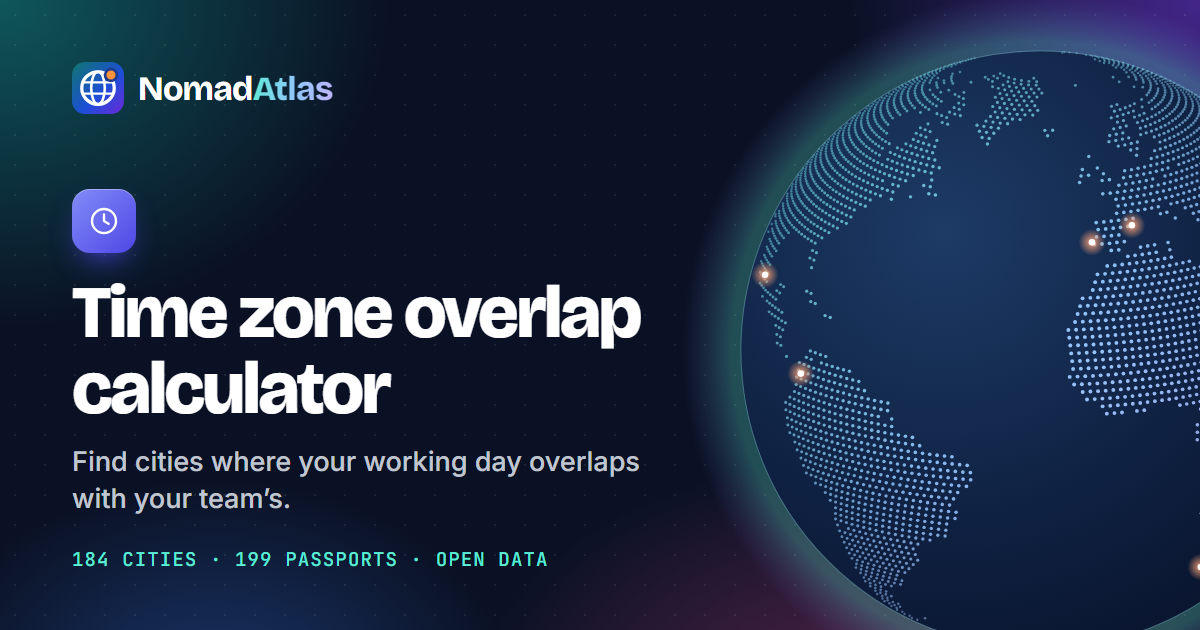 NomadAtlas
Time zone overlap
calculator
Find cities where your working day overlaps
with your team’s.
184 CITIES · 199 PASSPORTS · OPEN DATA